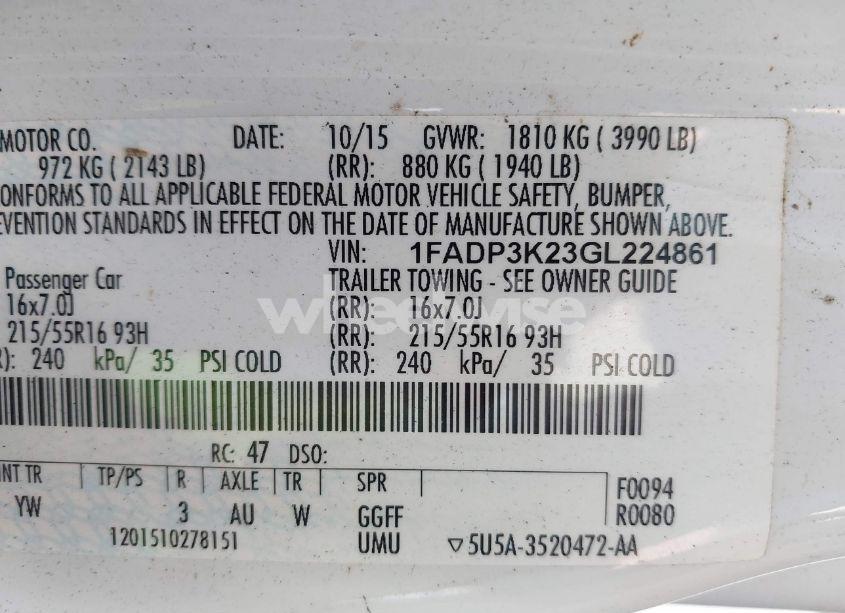 MOTOR CO. DATE: 10/15 GVWR: 1810 KG ( 3990 LB)
972 KG ( 2143 LB) (RR): 880 KG ( 1940 LB)
ONFORMS TO ALL APPLICABLE FEDERAL MOTOR VEHICLE SAFETY, BUMPER,
EVENTION STANDARDS IN EFFECT ON THE DATE OF MANUFACTURE SHOWN ABOVE.
VIN: 1FADP3K23GL224861
Passenger Car TRAILER TOWING - SEE OWNER GUIDE
16x7.0J (RR): 16x7.0J
wheelwise
215/55R16 93H (RR): 215/55R16 93H
R): 240 kPa/ 35 PSI COLD (RR): 240 kPa/ 35 PSI COLD
RC: 47 DSO:
INT TR TP/PS R AXLE TR SPR F0094
YW 3 AU W GGFF R0080
1201510278151 UMU ▽5U5A-3520472-AA